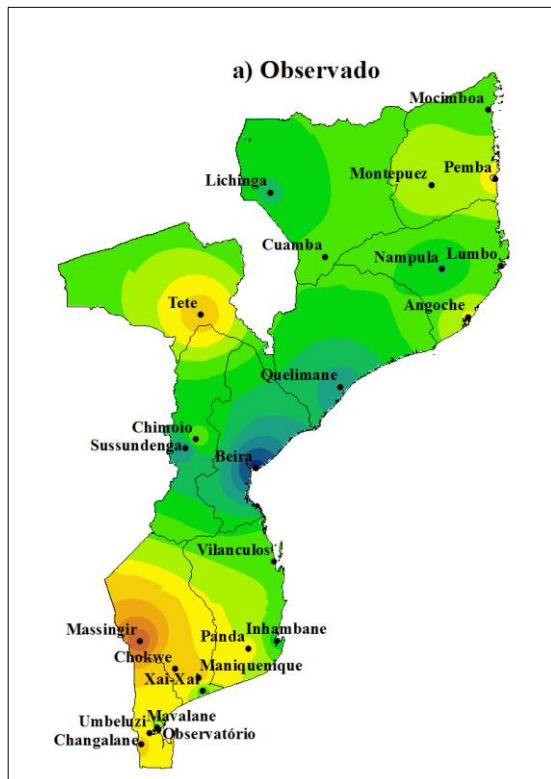 a) Observado
Mocimboa
Pemba
Montepuez
Lichinga
Cuamba
Nampula
Lumbo
Tete
Angoche
Quelimane
Chimoio
Sussundenga
Beira
Vilanculos
Massingir
Panda
Inhambane
Chokwe
Maniquenique
Xai-Xai
Mavalane
Umbeluzi
Observatório
Changalane